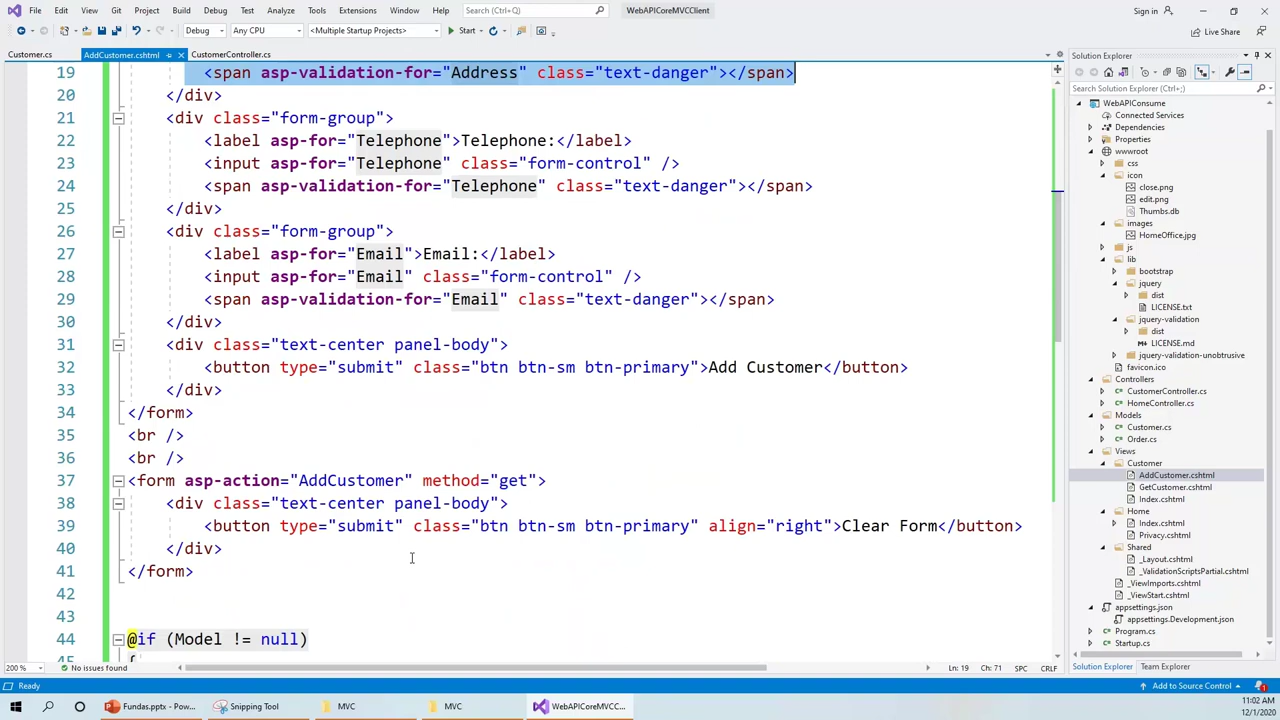 File Edit View Git Project Build Debug Test Analyze Tools Extensions Window Help Search (Ctrl+Q) WebAPICoreMVCClient Sign in
Debug Any CPU <Multiple Startup Projects> Start Live Share
Customer.cs AddCustomer.cshtml CustomerController.cs
19 <span asp-validation-for="Address" class="text-danger"></span>
20 </div>
21 <div class="form-group">
22 <label asp-for="Telephone">Telephone:</label>
23 <input asp-for="Telephone" class="form-control" />
24 <span asp-validation-for="Telephone" class="text-danger"></span>
25 </div>
26 <div class="form-group">
27 <label asp-for="Email">Email:</label>
28 <input asp-for="Email" class="form-control" />
29 <span asp-validation-for="Email" class="text-danger"></span>
30 </div>
31 <div class="text-center panel-body">
32 <button type="submit" class="btn btn-sm btn-primary">Add Customer</button>
33 </div>
34 </form>
35 <br />
36 <br />
37 <form asp-action="AddCustomer" method="get">
38 <div class="text-center panel-body">
39 <button type="submit" class="btn btn-sm btn-primary" align="right">Clear Form</button>
40 </div>
41 </form>
42
43
44 @if (Model != null)
45 {
200 % No issues found Ln: 19 Ch: 71 SPC CRLF
Solution Explorer
Search Solution Explorer (Ctrl+;)
WebAPIConsume
Connected Services
Dependencies
Properties
wwwroot
css
icon
close.png
edit.png
Thumbs.db
images
HomeOffice.jpg
js
lib
bootstrap
jquery
dist
LICENSE.txt
jquery-validation
dist
LICENSE.md
jquery-validation-unobtrusive
favicon.ico
Controllers
CustomerController.cs
HomeController.cs
Models
Customer.cs
Order.cs
Views
Customer
AddCustomer.cshtml
GetCustomer.cshtml
Index.cshtml
Home
Index.cshtml
Privacy.cshtml
Shared
_Layout.cshtml
_ValidationScriptsPartial.cshtml
_ViewImports.cshtml
_ViewStart.cshtml
appsettings.json
appsettings.Development.json
Program.cs
Startup.cs
Solution Explorer Team Explorer
Ready Add to Source Control 1
Fundas.pptx - Pow... Snipping Tool MVC MVC WebAPICoreMVCC... 11:02 AM
12/1/2020